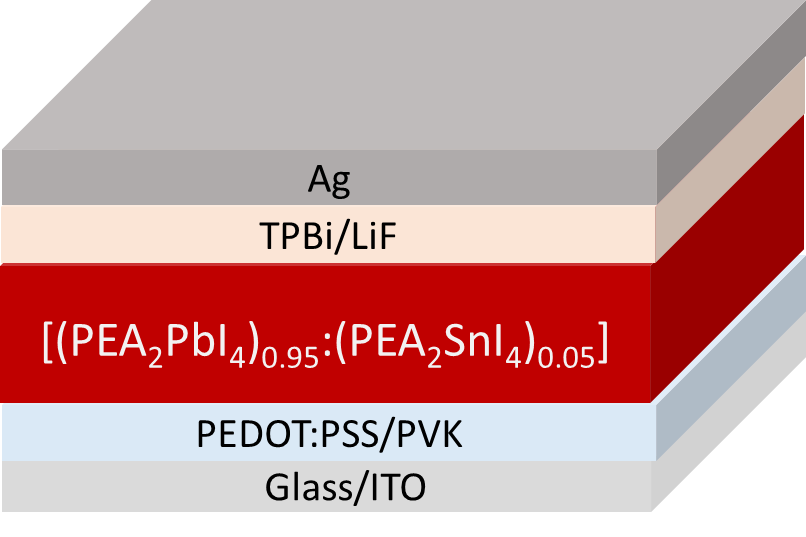 Ag
TPBi/LiF
[(PEA₂PbI₄)₀.₉₅:(PEA₂SnI₄)₀.₀₅]
PEDOT:PSS/PVK
Glass/ITO